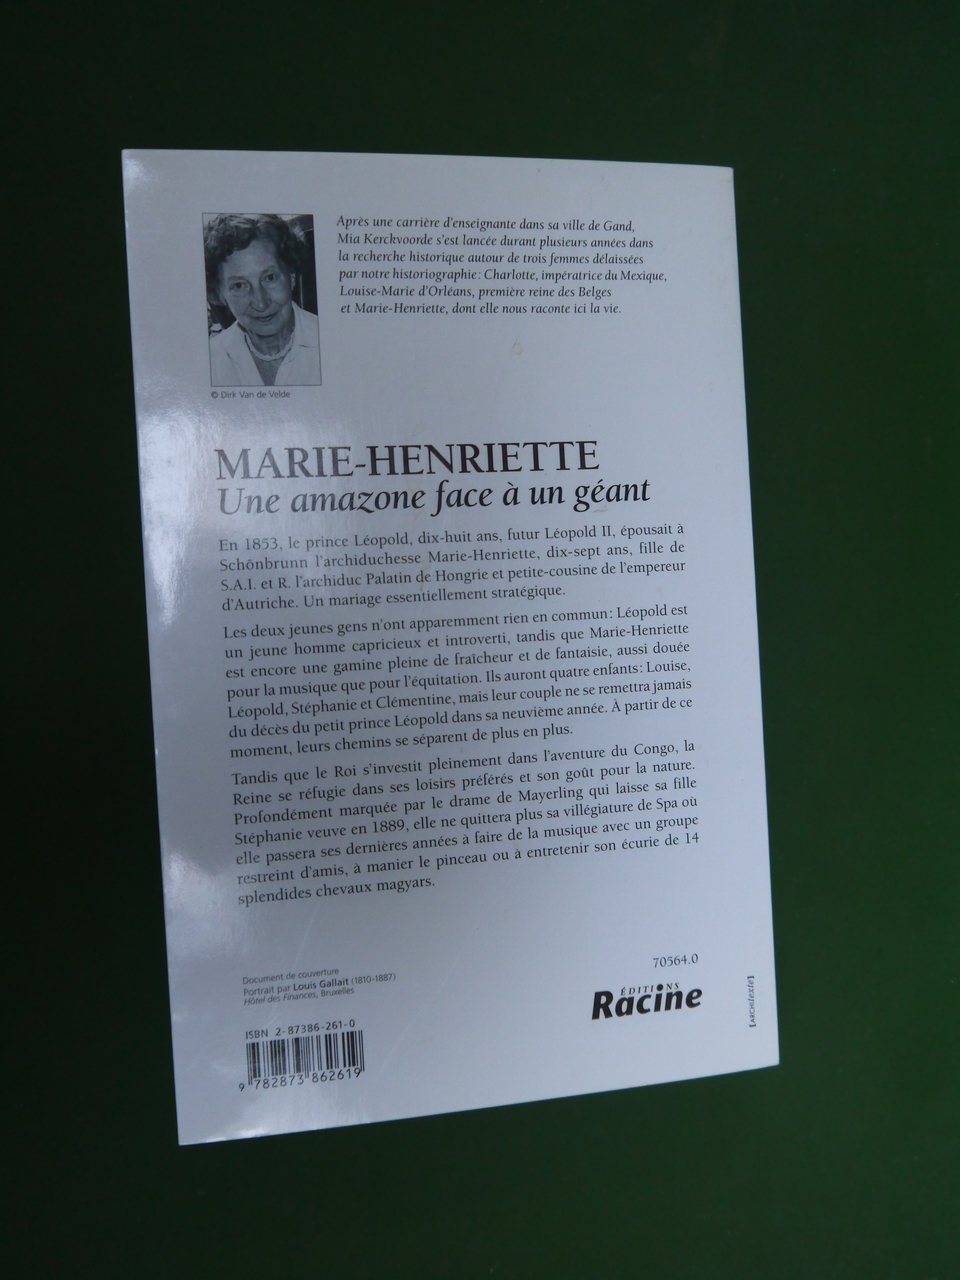 Après une carrière d'enseignante dans sa ville de Gand,
Mia Kerckvoorde s'est lancée durant plusieurs années dans
la recherche historique autour de trois femmes délaissées
par notre historiographie : Charlotte, impératrice du Mexique,
Louise-Marie d'Orléans, première reine des Belges
et Marie-Henriette, dont elle nous raconte ici la vie.
© Dirk Van de Velde
MARIE-HENRIETTE
Une amazone face à un géant
En 1853, le prince Léopold, dix-huit ans, futur Léopold II, épousait à
Schönbrunn l'archiduchesse Marie-Henriette, dix-sept ans, fille de
S.A.I. et R. l'archiduc Palatin de Hongrie et petite-cousine de l'empereur
d'Autriche. Un mariage essentiellement stratégique.
Les deux jeunes gens n'ont apparemment rien en commun : Léopold est
un jeune homme capricieux et introverti, tandis que Marie-Henriette
est encore une gamine pleine de fraîcheur et de fantaisie, aussi douée
pour la musique que pour l'équitation. Ils auront quatre enfants : Louise,
Léopold, Stéphanie et Clémentine, mais leur couple ne se remettra jamais
du décès du petit prince Léopold dans sa neuvième année. À partir de ce
moment, leurs chemins se séparent de plus en plus.
Tandis que le Roi s'investit pleinement dans l'aventure du Congo, la
Reine se réfugie dans ses loisirs préférés et son goût pour la nature.
Profondément marquée par le drame de Mayerling qui laisse sa fille
Stéphanie veuve en 1889, elle ne quittera plus sa villégiature de Spa où
elle passera ses dernières années à faire de la musique avec un groupe
restreint d'amis, à manier le pinceau ou à entretenir son écurie de 14
splendides chevaux magyars.
Document de couverture
Portrait par Louis Gallait (1810-1887)
Hôtel des Finances, Bruxelles
70564.0
ÉDITIONS
Racine
[ARCHItexte]
ISBN 2-87386-261-0
9 782873 862619